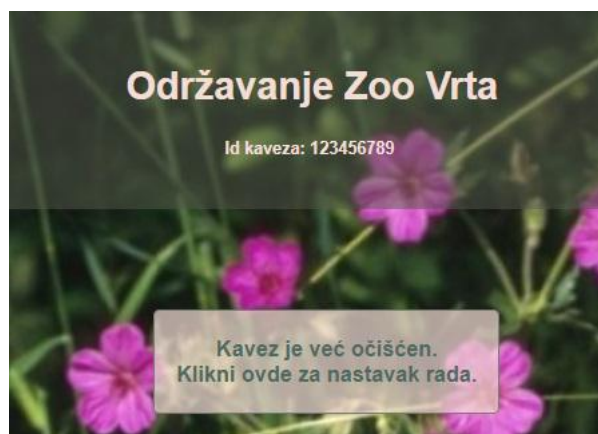 Održavanje Zoo Vrta
Id kaveza: 123456789
Kavez je već očišćen.
Klikni ovde za nastavak rada.